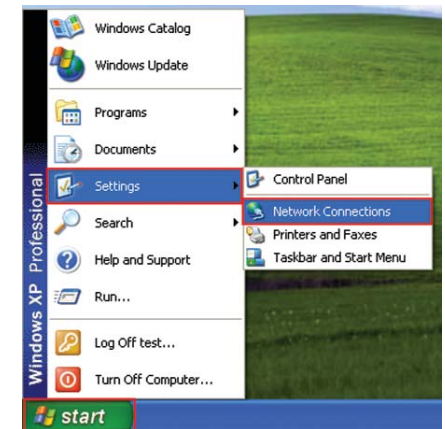 Windows Catalog
Windows Update
Programs
Documents
Settings
Control Panel
Network Connections
Printers and Faxes
Taskbar and Start Menu
Search
Help and Support
Run...
Log Off test...
Turn Off Computer...
Windows XP Professional
start